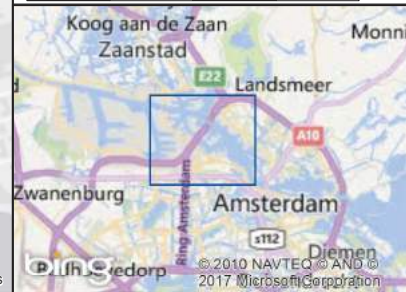 Koog aan de Zaan
Zaanstad
Monni
E22
Landsmeer
A10
Zwanenburg
Ring Amsterdam
Amsterdam
s112
Diemen
bing
© 2010 NAVTEQ © AND ©
2017 Microsoft Corporation
s